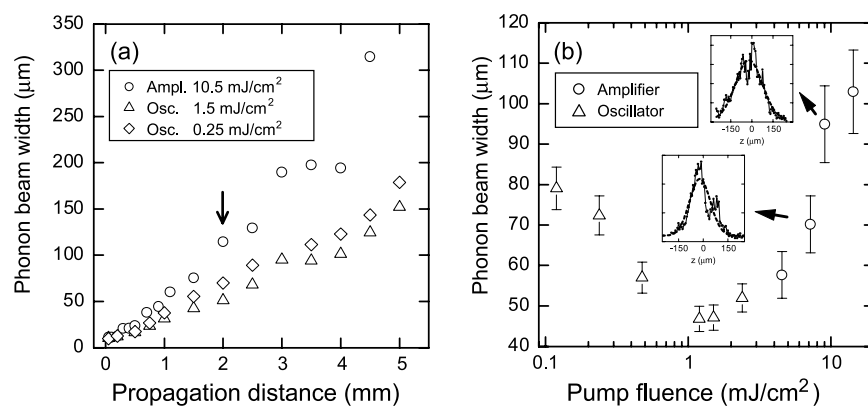 (a)
Ampl. 10.5 mJ/cm²
Osc. 1.5 mJ/cm²
Osc. 0.25 mJ/cm²
350
300
250
200
150
100
50
0
Phonon beam width (μm)
0 1 2 3 4 5
Propagation distance (mm)
(b)
Amplifier
Oscillator
120
110
100
90
80
70
60
50
40
Phonon beam width (μm)
-150 0 150
z (μm)
-150 0 150
z (μm)
0.1 1 10
Pump fluence (mJ/cm²)